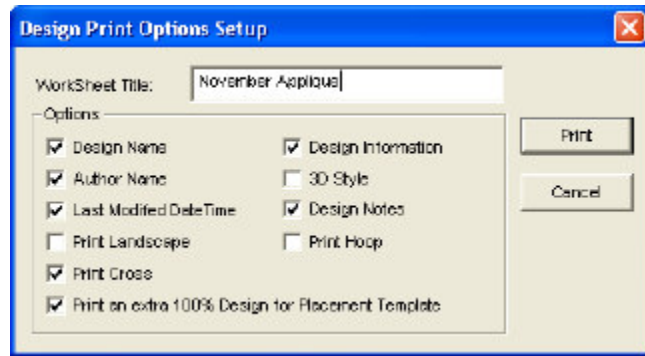 Design Print Options Setup
WorkSheet Title: November Applique
Options
Design Name
Design Information
Print
Author Name
3D Style
Cancel
Last Modified DateTime
Design Notes
Print Landscape
Print Hoop
Print Cross
Print an extra 100% Design for Placement Template